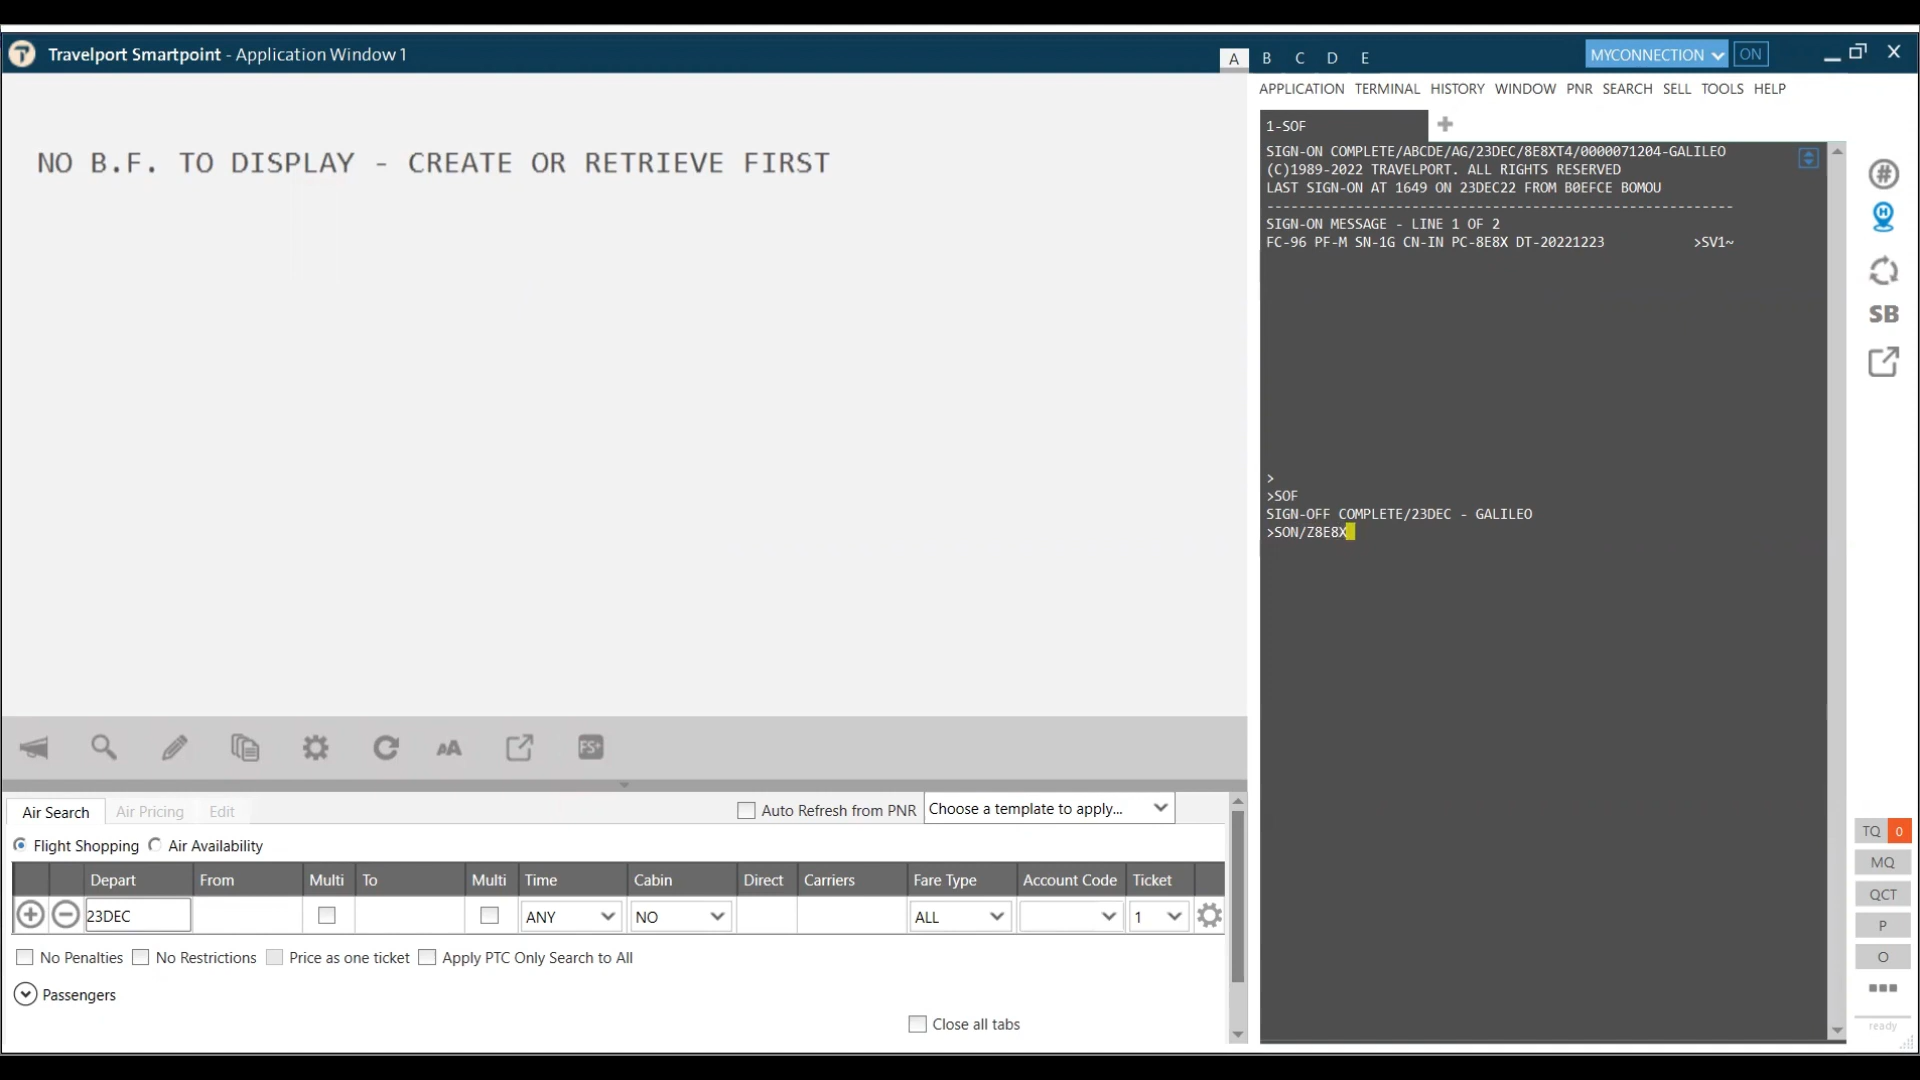 Travelport Smartpoint - Application Window 1
A B C D E
MYCONNECTION ON
APPLICATION TERMINAL HISTORY WINDOW PNR SEARCH SELL TOOLS HELP
NO B.F. TO DISPLAY - CREATE OR RETRIEVE FIRST
1-SOF
SIGN-ON COMPLETE/ABCDE/AG/23DEC/8E8XT4/0000071204-GALILEO
(C)1989-2022 TRAVELPORT. ALL RIGHTS RESERVED
LAST SIGN-ON AT 1649 ON 23DEC22 FROM B0EFCE BOMOU
----------------------------------------------------------
SIGN-ON MESSAGE - LINE 1 OF 2
FC-96 PF-M SN-1G CN-IN PC-8E8X DT-20221223 >SV1~
>
>SOF
SIGN-OFF COMPLETE/23DEC - GALILEO
>SON/Z8E8X
#
H
SB
AA
FS+
Air Search Air Pricing Edit
Auto Refresh from PNR Choose a template to apply...
Flight Shopping Air Availability
Depart From Multi To Multi Time Cabin Direct Carriers Fare Type Account Code Ticket
23DEC ANY NO ALL 1
No Penalties No Restrictions Price as one ticket Apply PTC Only Search to All
Passengers
Close all tabs
TQ 0
MQ
QCT
P
O
ready